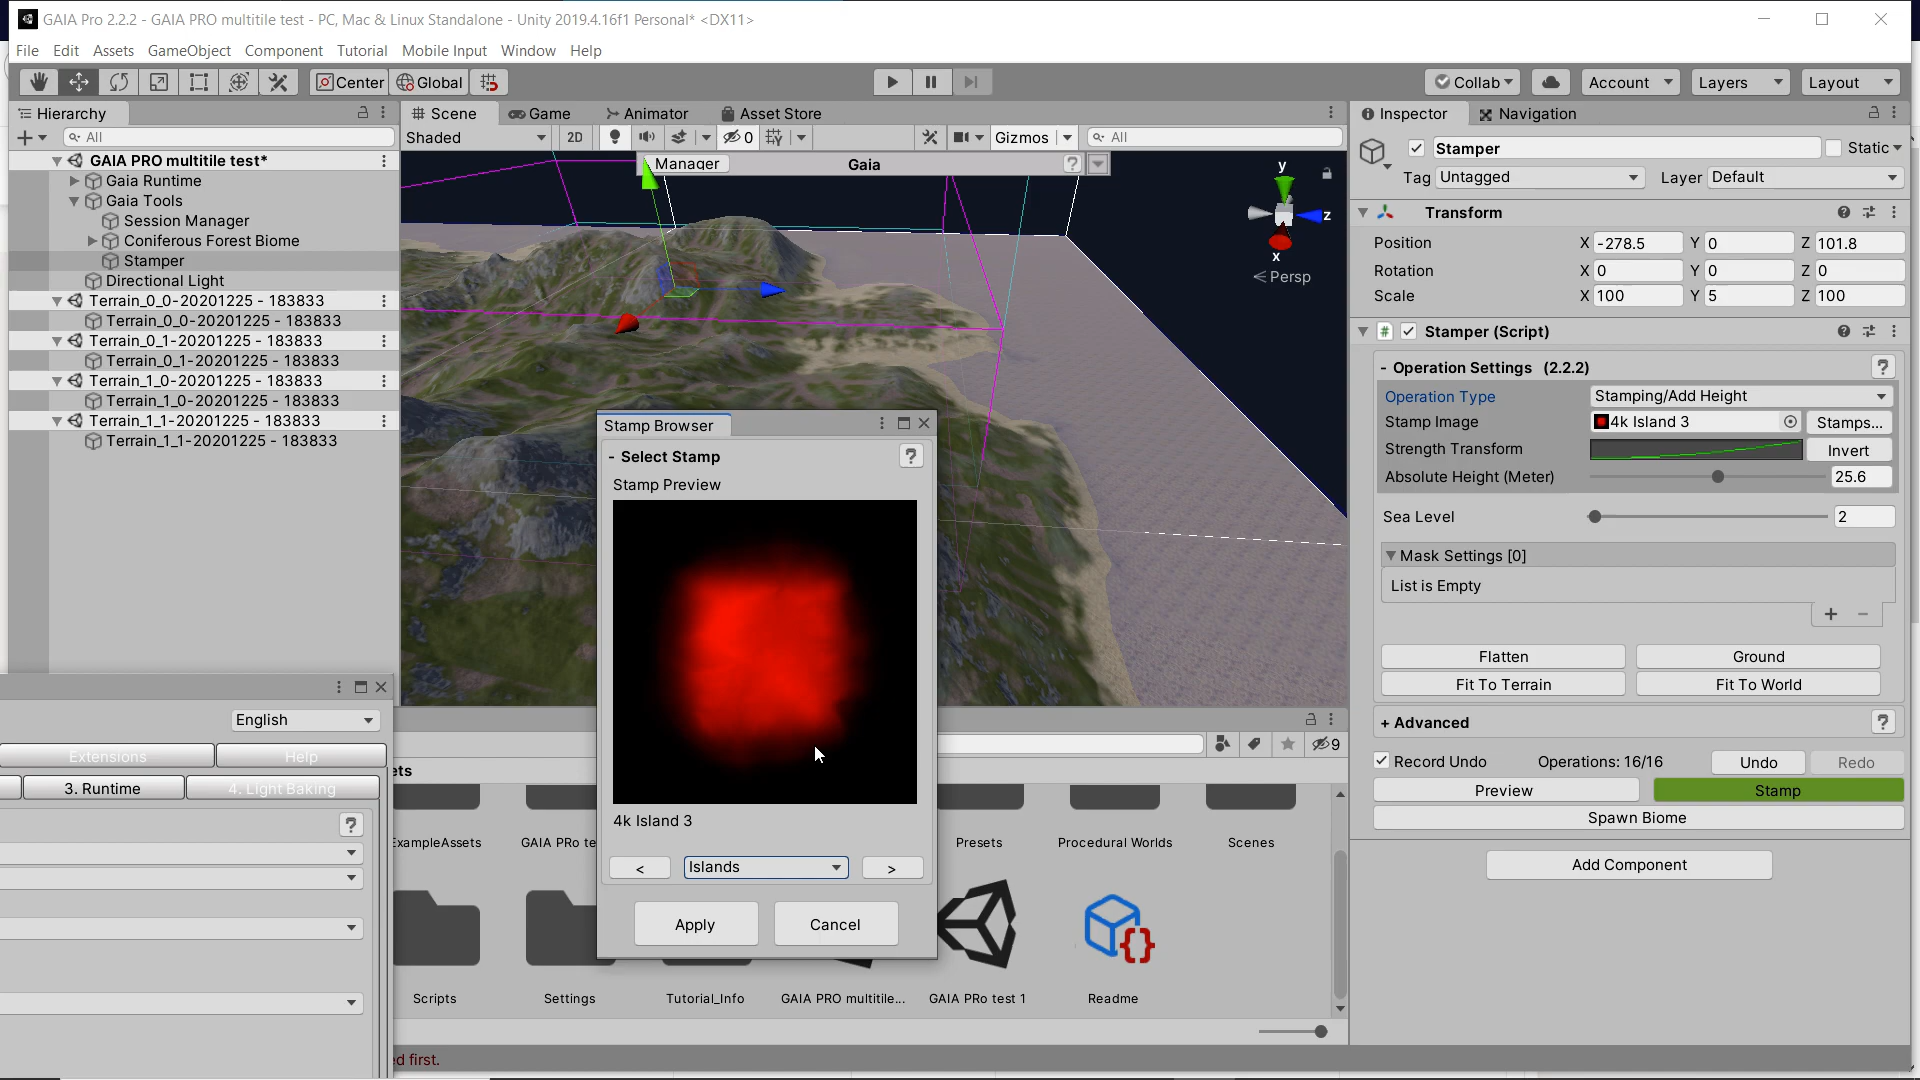 GAIA Pro 2.2.2 - GAIA PRO multitile test - PC, Mac & Linux Standalone - Unity 2019.4.16f1 Personal* <DX11>
File Edit Assets GameObject Component Tutorial Mobile Input Window Help
Center Global Collab Account Layers Layout
Hierarchy
All
GAIA PRO multitile test*
Gaia Runtime
Gaia Tools
Session Manager
Coniferous Forest Biome
Stamper
Directional Light
Terrain_0_0-20201225 - 183833
Terrain_0_0-20201225 - 183833
Terrain_0_1-20201225 - 183833
Terrain_0_1-20201225 - 183833
Terrain_1_0-20201225 - 183833
Terrain_1_0-20201225 - 183833
Terrain_1_1-20201225 - 183833
Terrain_1_1-20201225 - 183833
Scene Game Animator Asset Store
Shaded 2D 0 Gizmos All
Manager Gaia ?
y
z
x
< Persp
Inspector Navigation
Stamper Static
Tag Untagged Layer Default
Transform
Position X -278.5 Y 0 Z 101.8
Rotation X 0 Y 0 Z 0
Scale X 100 Y 5 Z 100
# Stamper (Script)
- Operation Settings (2.2.2) ?
Operation Type Stamping/Add Height
Stamp Image 4k Island 3 Stamps...
Strength Transform Invert
Absolute Height (Meter) 25.6
Sea Level 2
Mask Settings [0]
List is Empty
+ -
Flatten Ground
Fit To Terrain Fit To World
+ Advanced ?
Record Undo Operations: 16/16 Undo Redo
Preview Stamp
Spawn Biome
Add Component
Stamp Browser
- Select Stamp ?
Stamp Preview
4k Island 3
< Islands >
Apply Cancel
English
Extensions Help
3. Runtime 4. Light Baking
?
9
ets
ExampleAssets GAIA PRo te Presets Procedural Worlds Scenes
Scripts Settings Tutorial_Info GAIA PRO multitile... GAIA PRo test 1 Readme
ed first.